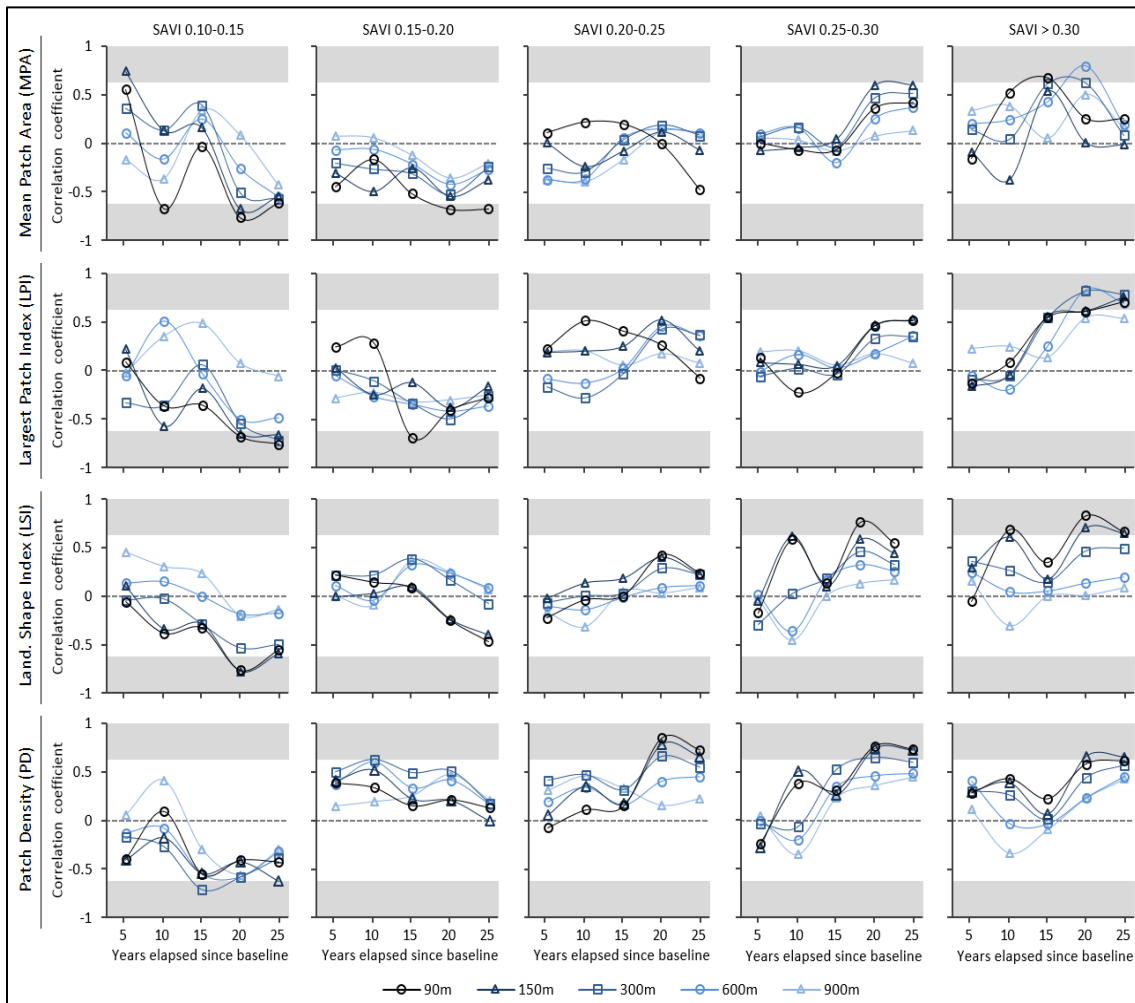 SAVI 0.10-0.15 SAVI 0.15-0.20 SAVI 0.20-0.25 SAVI 0.25-0.30 SAVI > 0.30
Mean Patch Area (MPA)
Correlation coefficient
1
0.5
0
-0.5
-1
Largest Patch Index (LPI)
Correlation coefficient
1
0.5
0
-0.5
-1
Land. Shape Index (LSI)
Correlation coefficient
1
0.5
0
-0.5
-1
Patch Density (PD)
Correlation coefficient
1
0.5
0
-0.5
-1
5 10 15 20 25 5 10 15 20 25 5 10 15 20 25 5 10 15 20 25 5 10 15 20 25
Years elapsed since baseline Years elapsed since baseline Years elapsed since baseline Years elapsed since baseline Years elapsed since baseline
90m 150m 300m 600m 900m